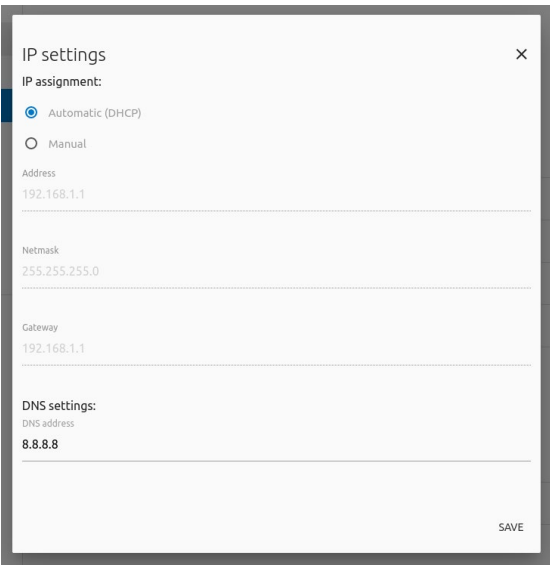 IP settings
IP assignment:
Automatic (DHCP)
Manual
Address
192.168.1.1
Netmask
255.255.255.0
Gateway
192.168.1.1
DNS settings:
DNS address
8.8.8.8
SAVE